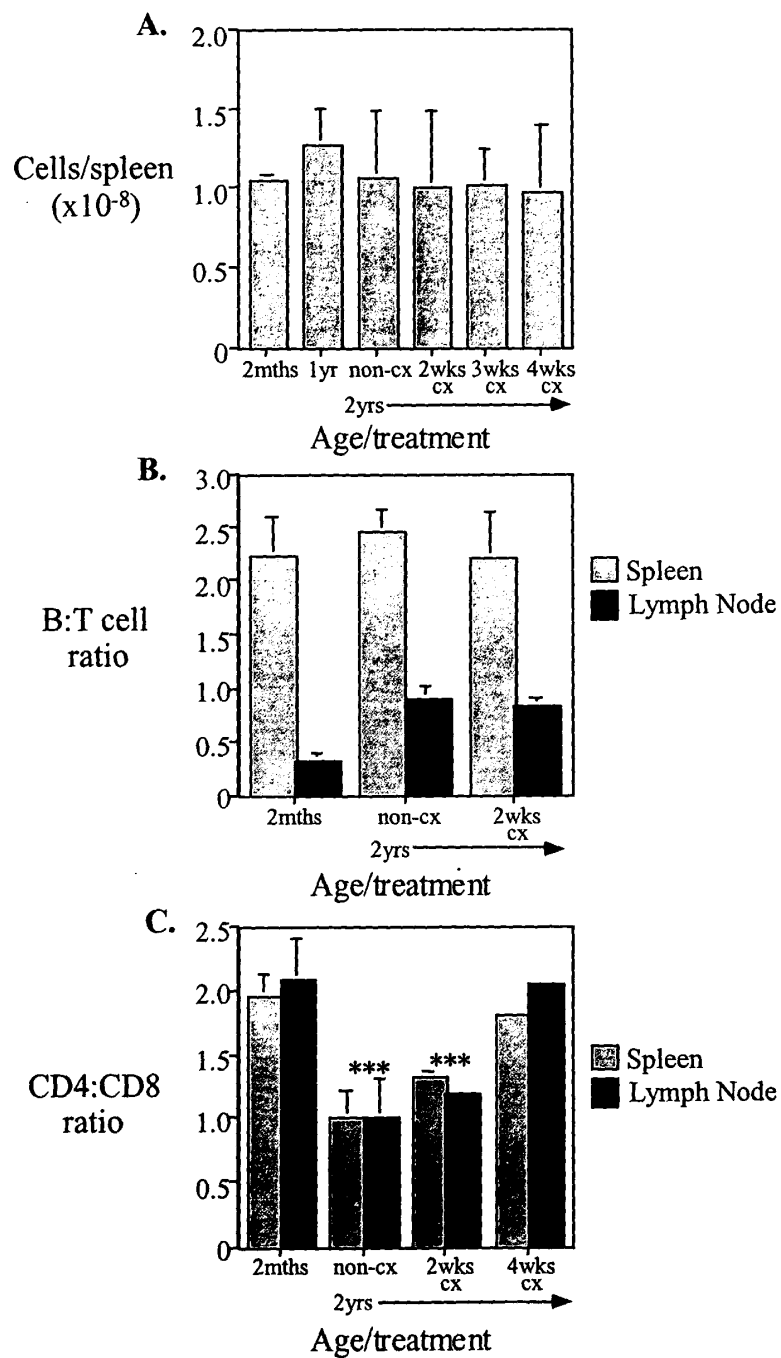 A.
2.0
1.5
Cells/spleen
(x10-8)
1.0
0.5
0
2mths 1yr non-cx 2wks 3wks 4wks
cx cx cx
2yrs
Age/treatment
B.
3.0
2.5
Spleen
2.0
Lymph Node
B:T cell
ratio
1.5
1.0
0.5
0
2mths non-cx 2wks
cx
2yrs
Age/treatment
C.
2.5
2.0
1.5
*** ***
Spleen
CD4:CD8
ratio
Lymph Node
1.0
0.5
0
2mths non-cx 2wks 4wks
cx cx
2yrs
Age/treatment